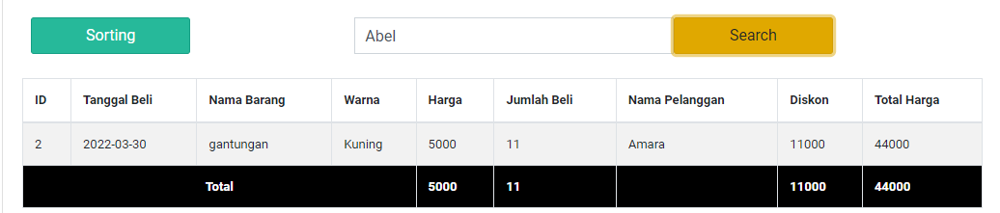 Sorting Abel Search
ID Tanggal Beli Nama Barang Warna Harga Jumlah Beli Nama Pelanggan Diskon Total Harga
2 2022-03-30 gantungan Kuning 5000 11 Amara 11000 44000
Total 5000 11 11000 44000